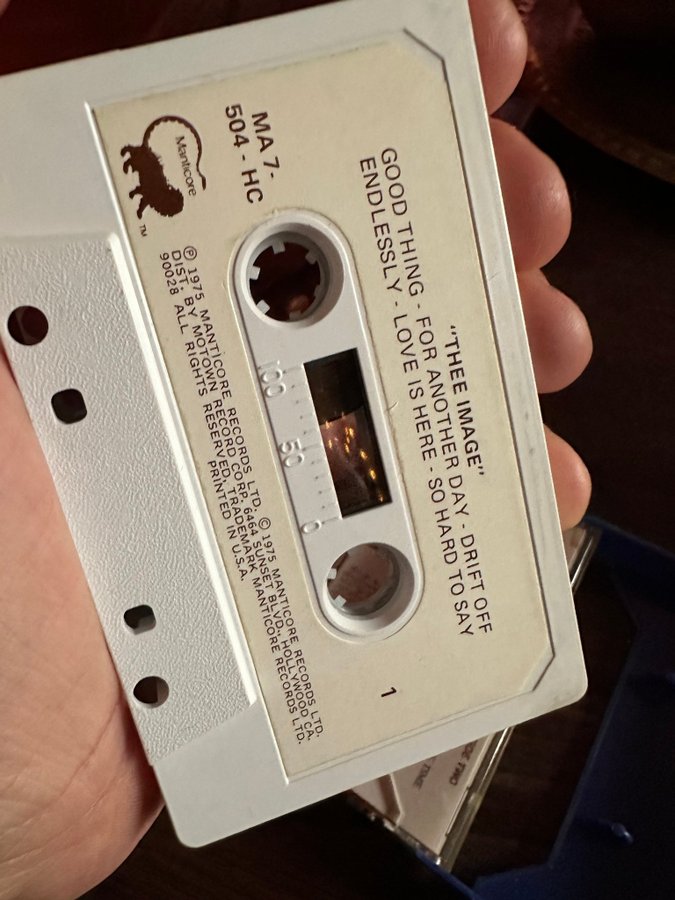 "THEE IMAGE"
GOOD THING - FOR ANOTHER DAY - DRIFT OFF
ENDLESSLY - LOVE IS HERE - SO HARD TO SAY
MA 7-
504 - HC
1
100 50 0
Manticore
TM
℗ 1975 MANTICORE RECORDS LTD. © 1975 MANTICORE RECORDS LTD.
DIST. BY MOTOWN RECORD CORP. 6464 SUNSET BLVD., HOLLYWOOD CA.
90028 ALL RIGHTS RESERVED. TRADEMARK MANTICORE RECORDS LTD.
PRINTED IN U.S.A.
SIDE TWO